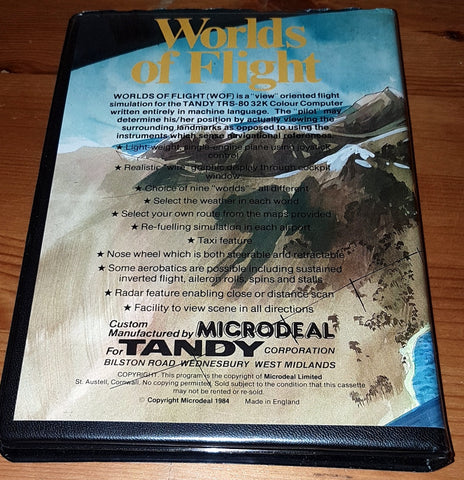 Worlds
of Flight
WORLDS OF FLIGHT (WOF) is a "view" oriented flight
simulation for the TANDY TRS-80 32K Colour Computer
written entirely in machine language. The "pilot" may
determine his/her position by actually viewing the
surrounding landmarks as opposed to using the
instruments which sense navigational references.
★ Light-weight, single engine plane using joystick
control
★ Realistic "wire" graphic display through cockpit
window
★ Choice of nine "worlds" - all different
★ Select the weather in each world
★ Select your own route from the maps provided
★ Re-fuelling simulation in each airport
★ Taxi feature
★ Nose wheel which is both steerable and retractable
★ Some aerobatics are possible including sustained
inverted flight, aileron rolls, spins and stalls
★ Radar feature enabling close or distance scan
★ Facility to view scene in all directions
Custom
Manufactured by MICRODEAL
For TANDY CORPORATION
BILSTON ROAD WEDNESBURY WEST MIDLANDS
COPYRIGHT. This program is the copyright of Microdeal Limited
St. Austell, Cornwall. No copying permitted. Sold subject to the condition that this cassette
may not be rented or re-sold.
© Copyright Microdeal 1984 Made in England